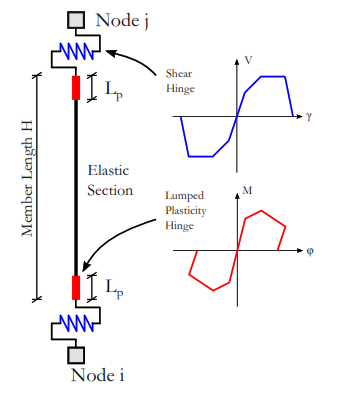 Node j
V
Shear
Hinge
γ
Lp
Member Length H
Elastic
Section
M
Lumped
Plasticity
Hinge
φ
Lp
Node i